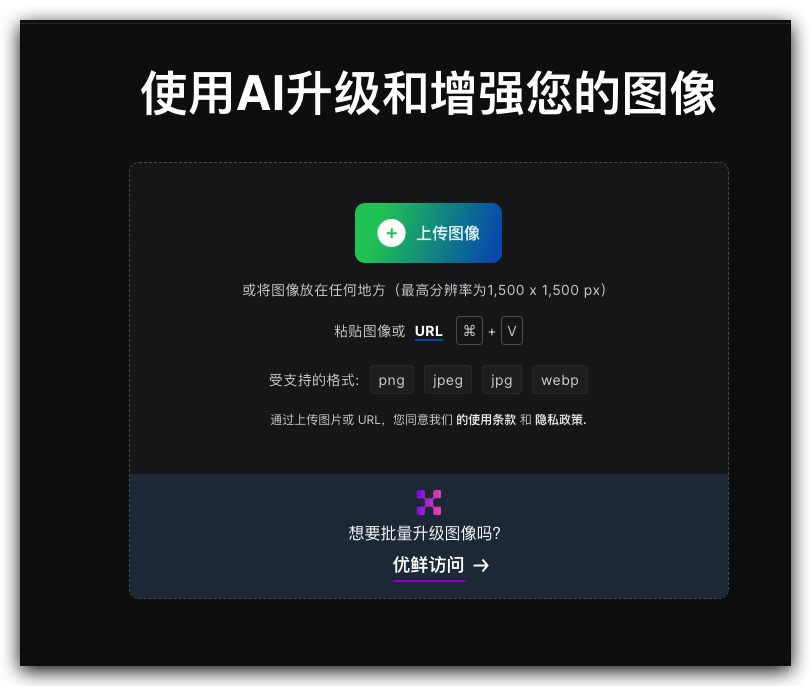 使用AI升级和增强您的图像
上传图像
或将图像放在任何地方（最高分辨率为1,500 x 1,500 px）
粘贴图像或 URL ⌘ + V
受支持的格式: png jpeg jpg webp
通过上传图片或 URL，您同意我们 的使用条款 和 隐私政策.
想要批量升级图像吗?
优鲜访问 →